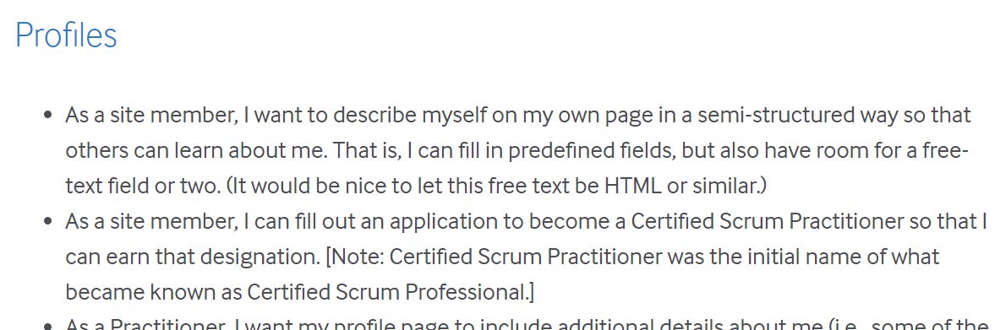 Profiles
• As a site member, I want to describe myself on my own page in a semi-structured way so that
others can learn about me. That is, I can fill in predefined fields, but also have room for a free-
text field or two. (It would be nice to let this free text be HTML or similar.)
• As a site member, I can fill out an application to become a Certified Scrum Practitioner so that I
can earn that designation. [Note: Certified Scrum Practitioner was the initial name of what
became known as Certified Scrum Professional.]
• As a Practitioner, I want my profile page to include additional details about me (i.e., some of the